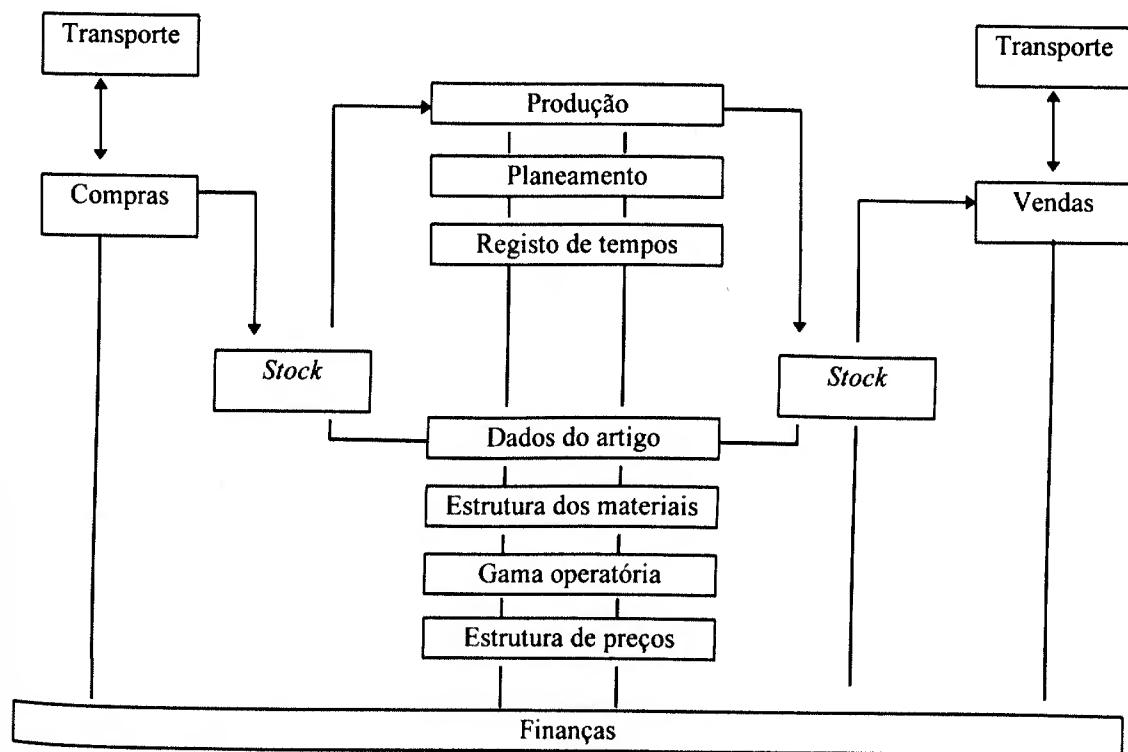 Transporte
Transporte
Produção
Planeamento
Compras
Vendas
Registo de tempos
Stock
Stock
Dados do artigo
Estrutura dos materiais
Gama operatória
Estrutura de preços
Finanças